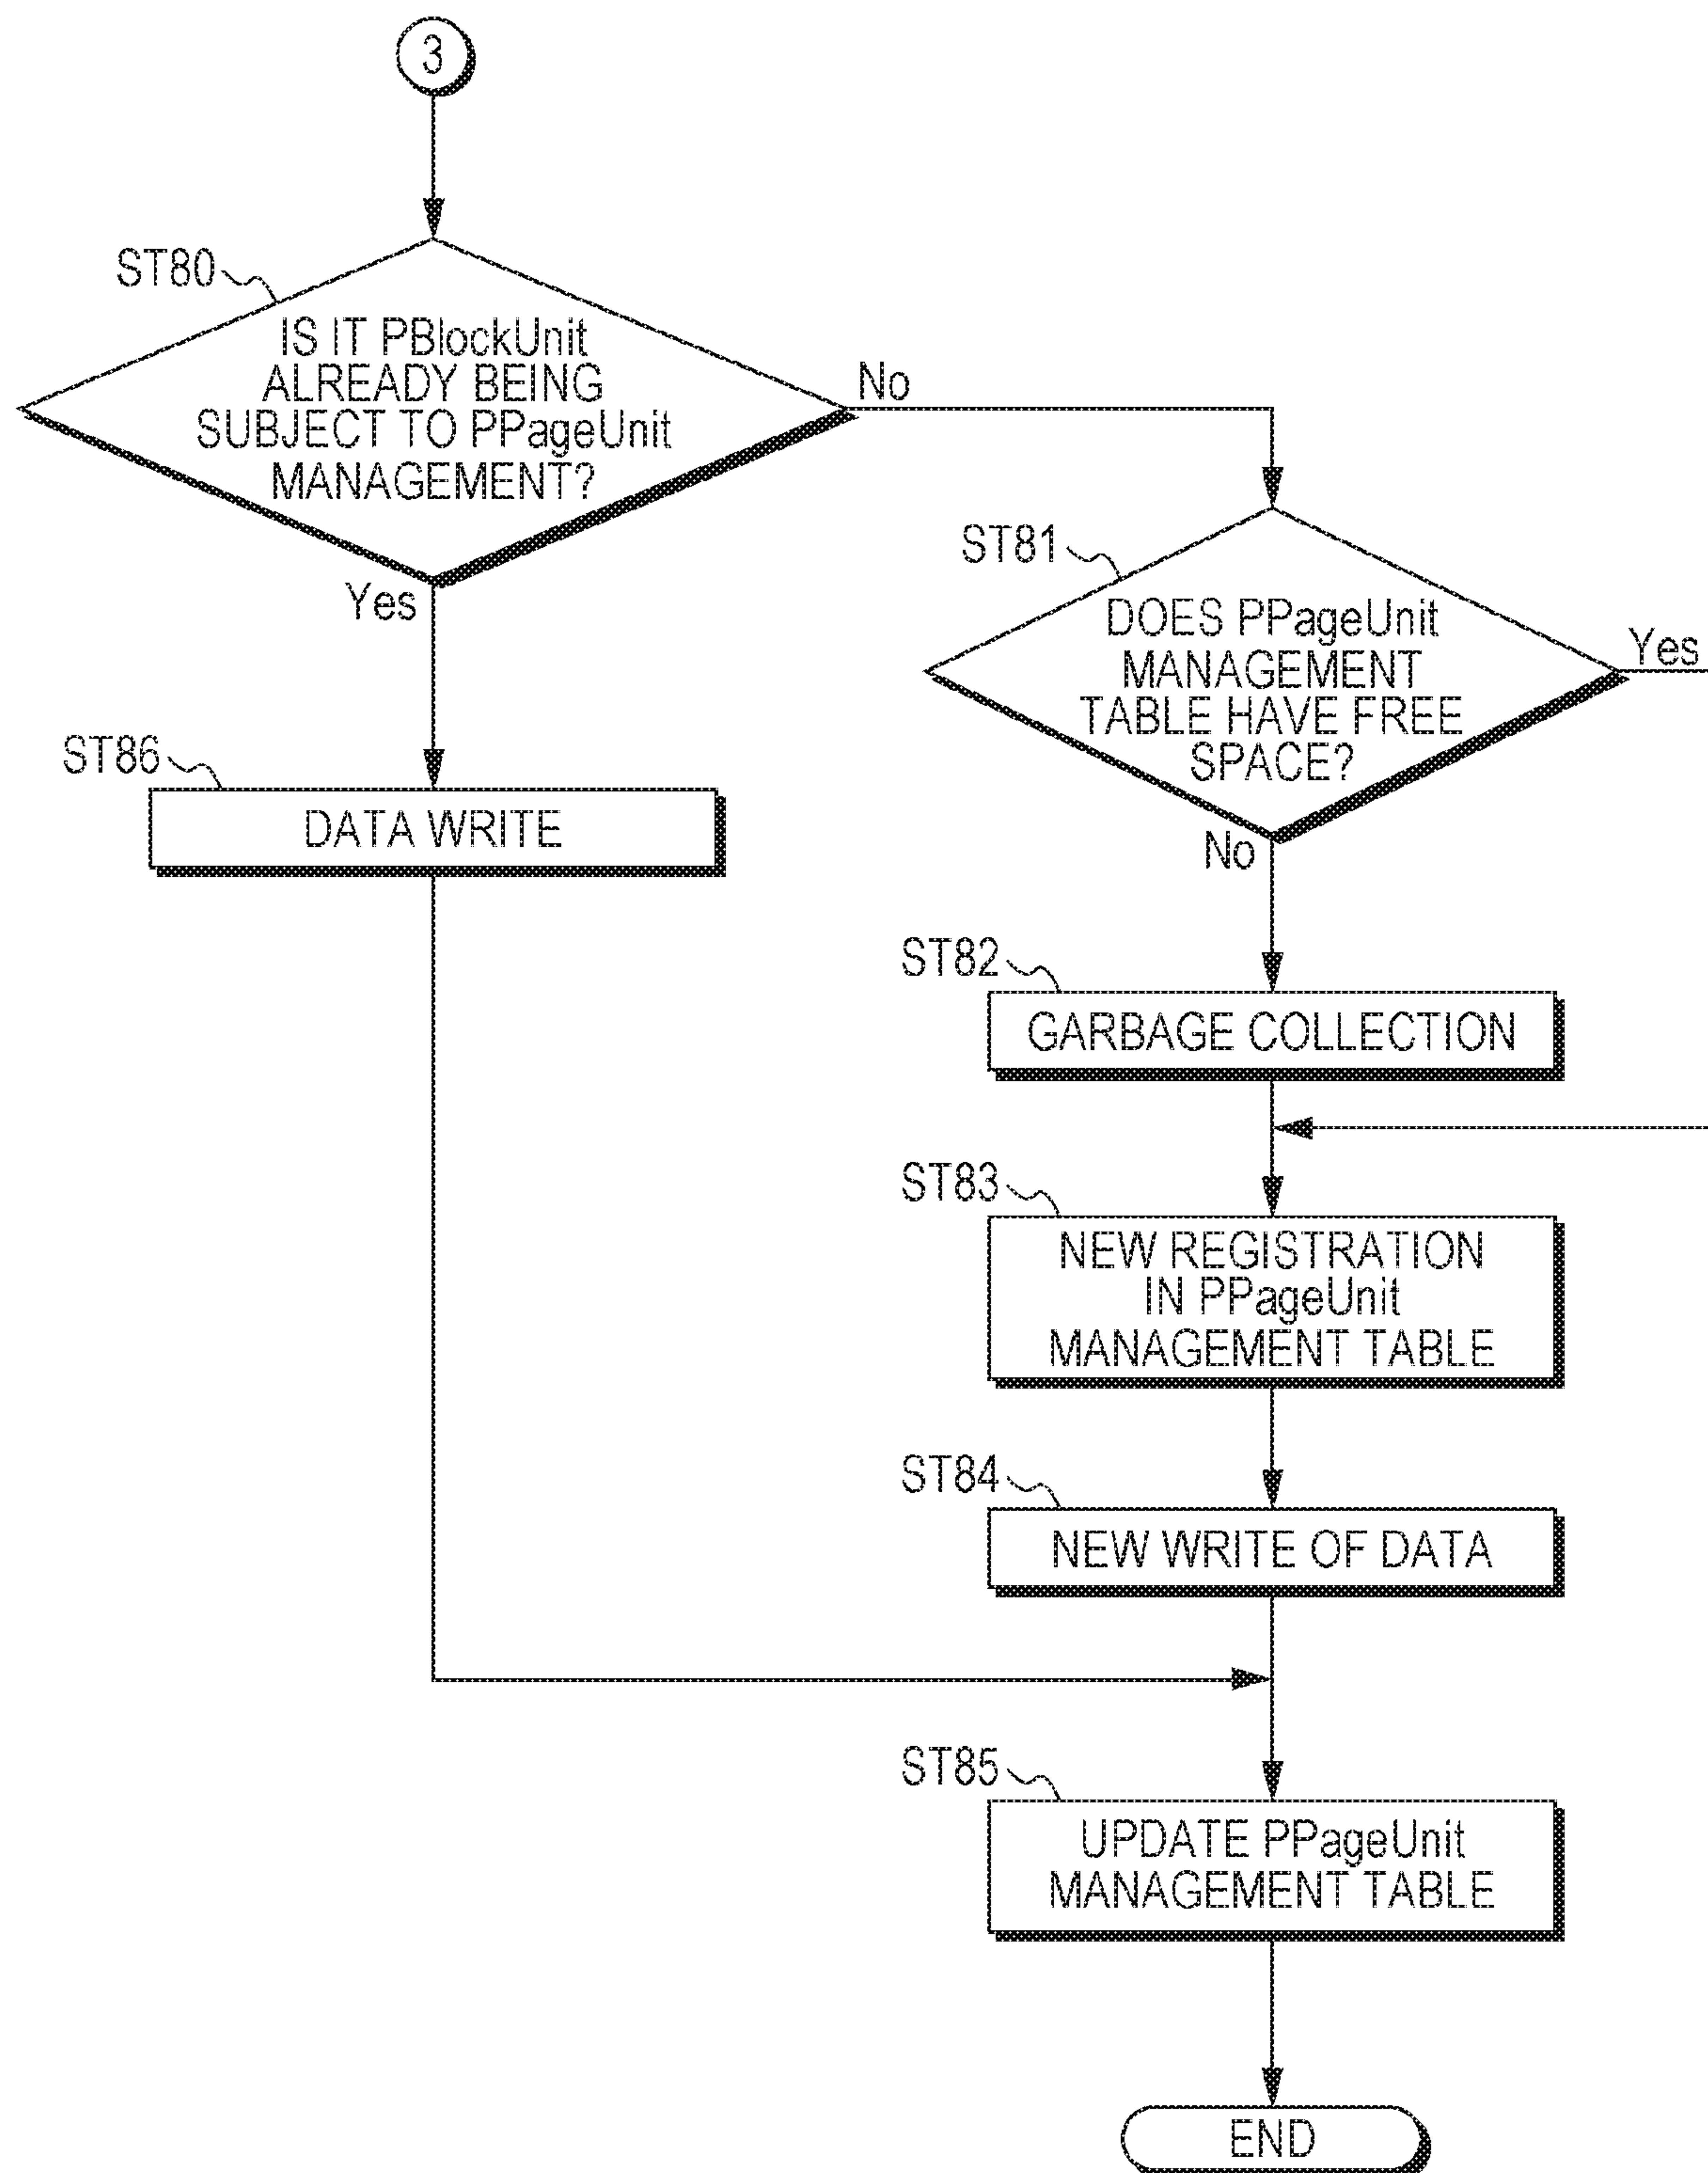 3
ST80
IS IT PBlockUnit
ALREADY BEING
SUBJECT TO PPageUnit
MANAGEMENT?
No
Yes
ST81
DOES PPageUnit
MANAGEMENT
TABLE HAVE FREE
SPACE?
Yes
No
ST86
DATA WRITE
ST82
GARBAGE COLLECTION
ST83
NEW REGISTRATION
IN PPageUnit
MANAGEMENT TABLE
ST84
NEW WRITE OF DATA
ST85
UPDATE PPageUnit
MANAGEMENT TABLE
END